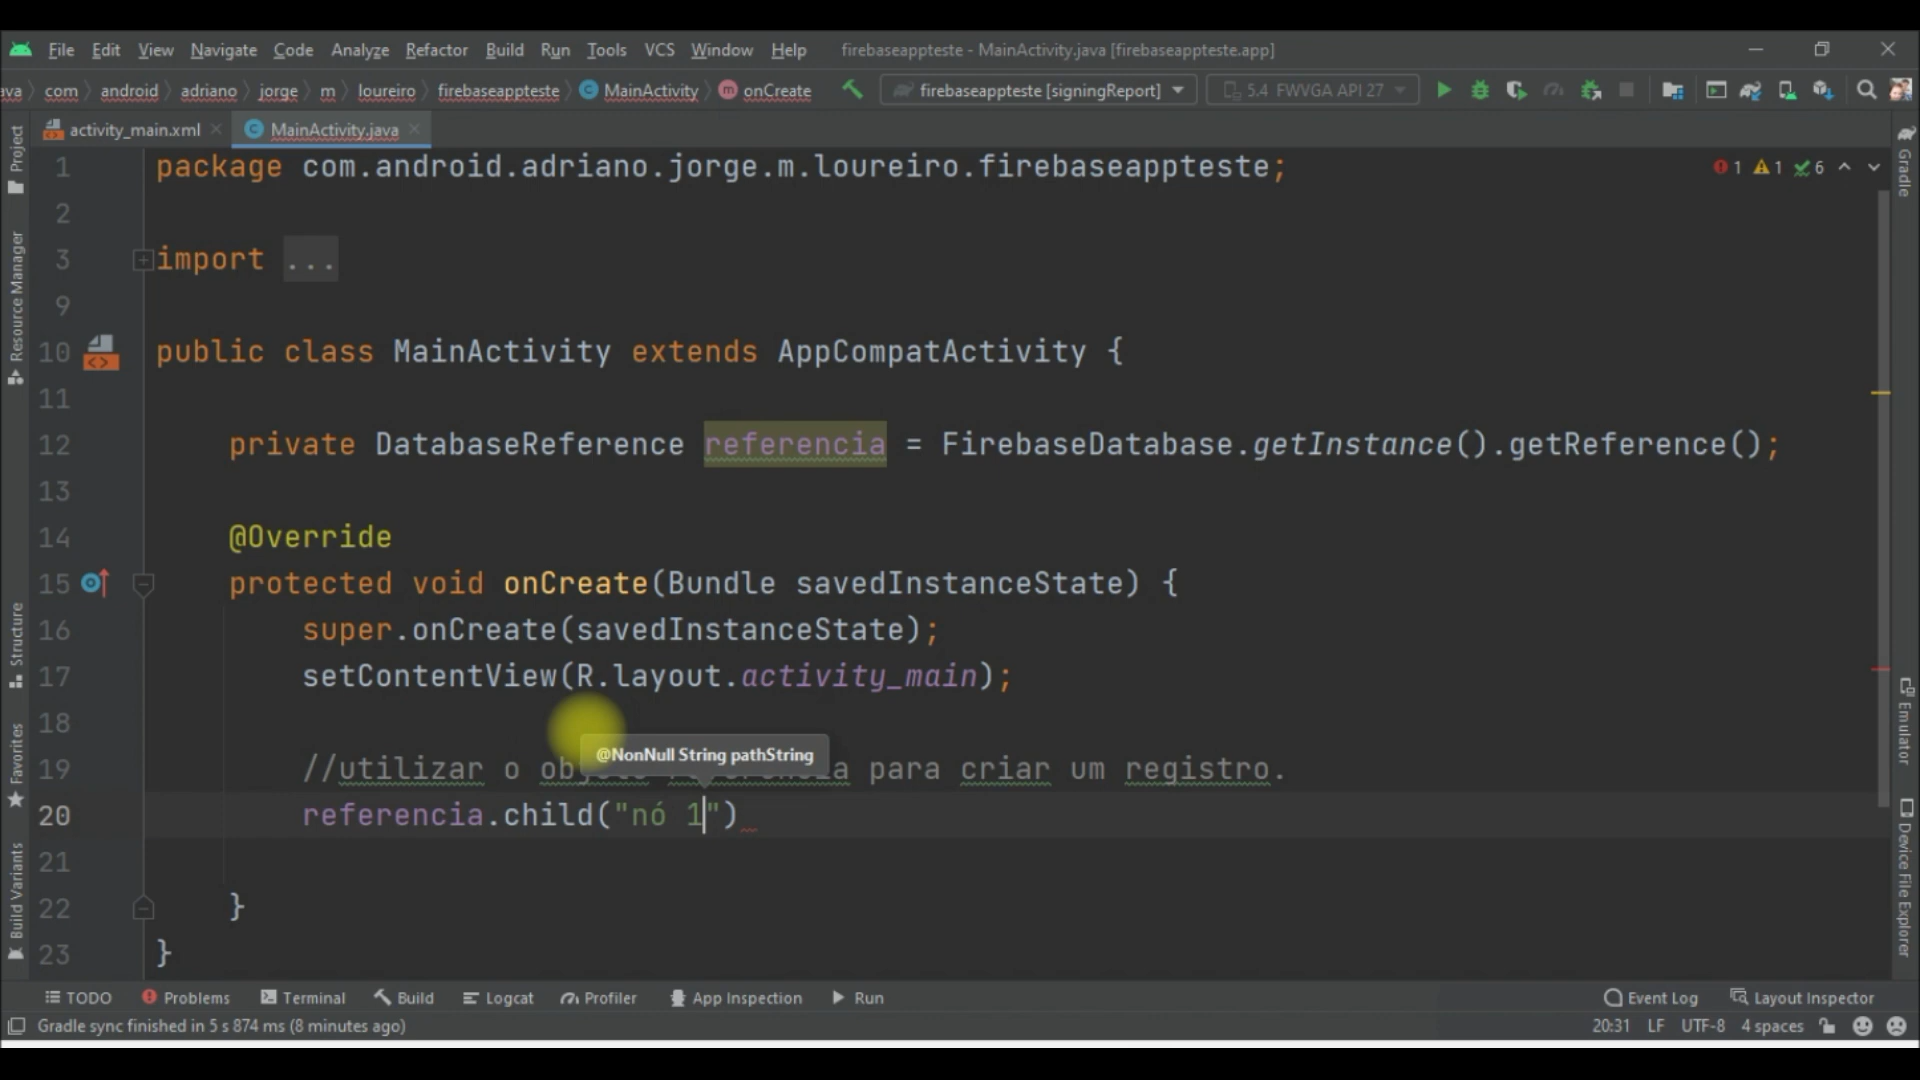 File Edit View Navigate Code Analyze Refactor Build Run Tools VCS Window Help firebaseappteste - MainActivity.java [firebaseappteste.app]
ava com android adriano jorge m loureiro firebaseappteste MainActivity onCreate firebaseappteste [signingReport] 5.4 FWVGA API 27
activity_main.xml MainActivity.java
Project
Resource Manager
Structure
Favorites
Build Variants
1 package com.android.adriano.jorge.m.loureiro.firebaseappteste; 1 1 6
2
3 import ...
9
10 public class MainActivity extends AppCompatActivity {
11
12 private DatabaseReference referencia = FirebaseDatabase.getInstance().getReference();
13
14 @Override
15 protected void onCreate(Bundle savedInstanceState) {
16 super.onCreate(savedInstanceState);
17 setContentView(R.layout.activity_main);
18
@NonNull String pathString
19 //utilizar o para criar um registro.
20 referencia.child("nó 1")
21
22 }
23 }
Gradle
Emulator
Device File Explorer
TODO Problems Terminal Build Logcat Profiler App Inspection Run Event Log Layout Inspector
Gradle sync finished in 5 s 874 ms (8 minutes ago) 20:31 LF UTF-8 4 spaces